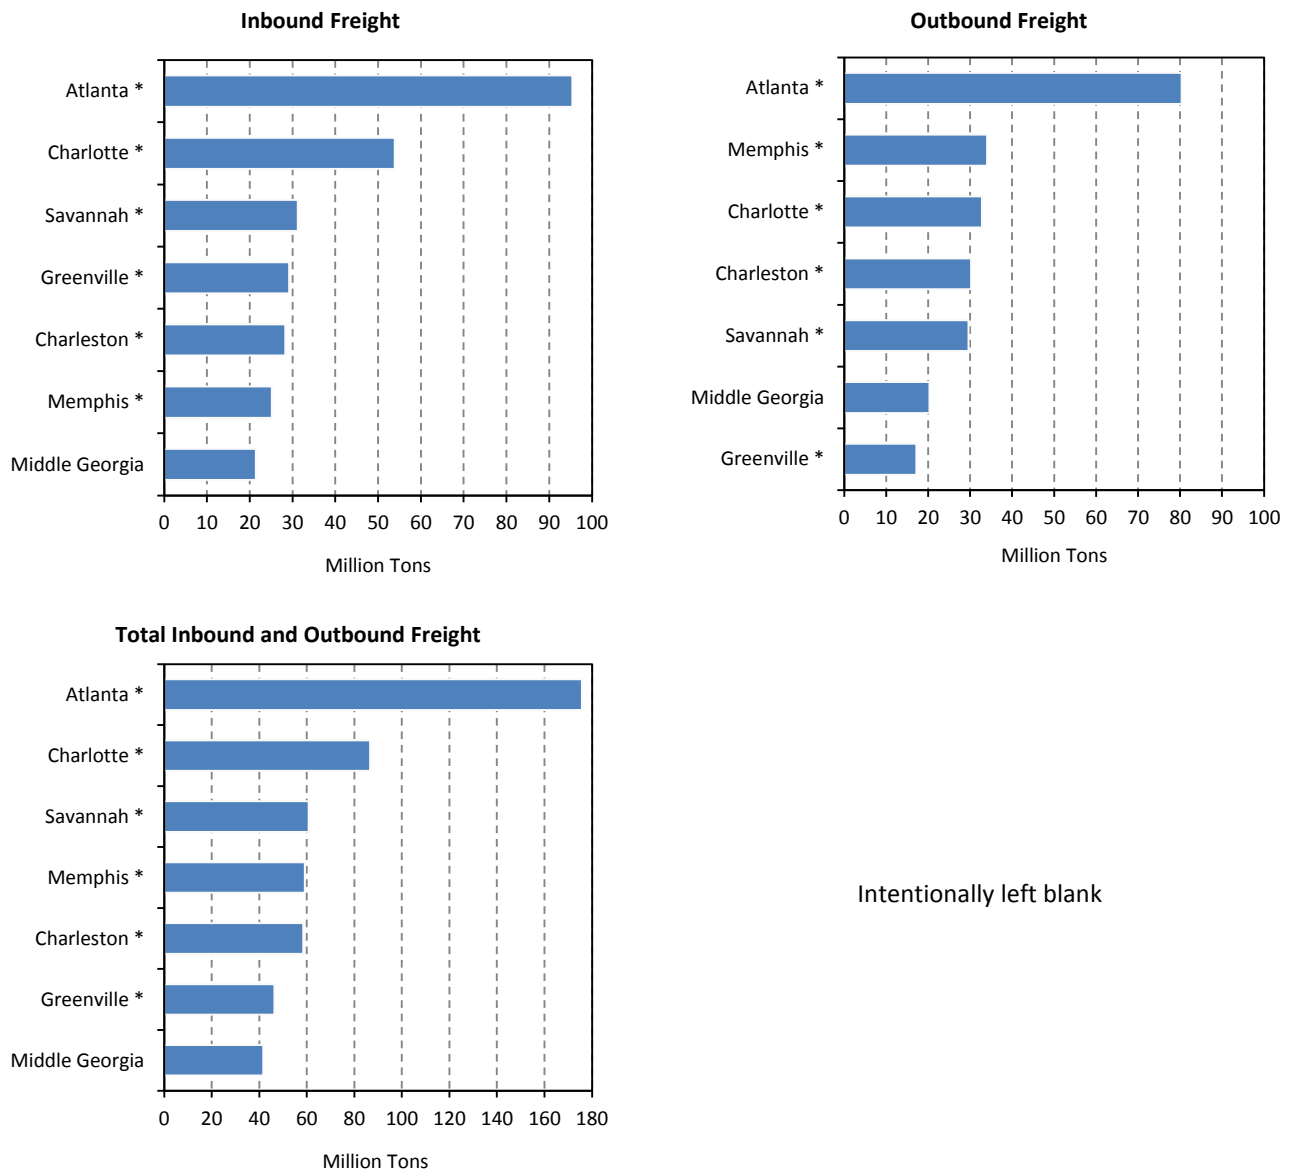 Inbound Freight
Atlanta *
Charlotte *
Savannah *
Greenville *
Charleston *
Memphis *
Middle Georgia
0 10 20 30 40 50 60 70 80 90 100
Million Tons
Outbound Freight
Atlanta *
Memphis *
Charlotte *
Charleston *
Savannah *
Middle Georgia
Greenville *
0 10 20 30 40 50 60 70 80 90 100
Million Tons
Total Inbound and Outbound Freight
Atlanta *
Charlotte *
Savannah *
Memphis *
Charleston *
Greenville *
Middle Georgia
0 20 40 60 80 100 120 140 160 180
Million Tons
Intentionally left blank